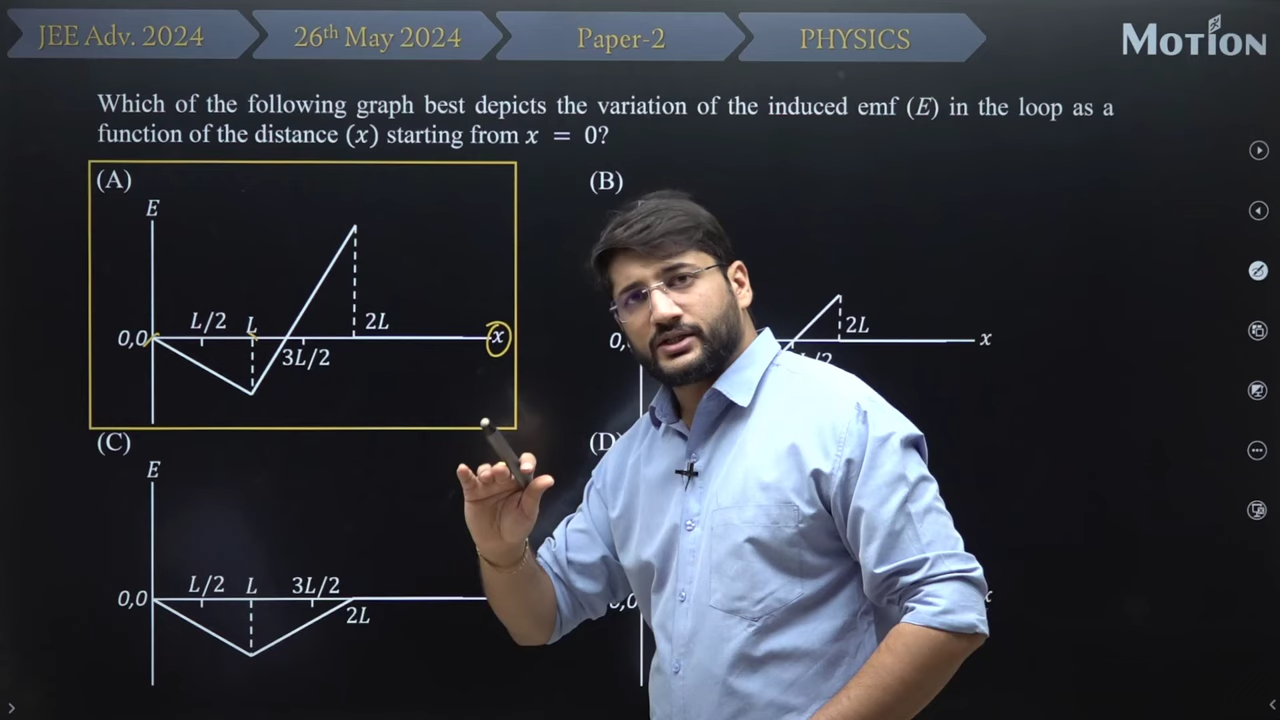 JEE Adv. 2024
26th May 2024
Paper-2
PHYSICS
MOTION
Which of the following graph best depicts the variation of the induced emf (E) in the loop as a
function of the distance (x) starting from x = 0?
(A)
E
0,0
L/2
L
3L/2
2L
x
(B)
0,
2L
x
(C)
E
0,0
L/2
L
3L/2
2L
(D)